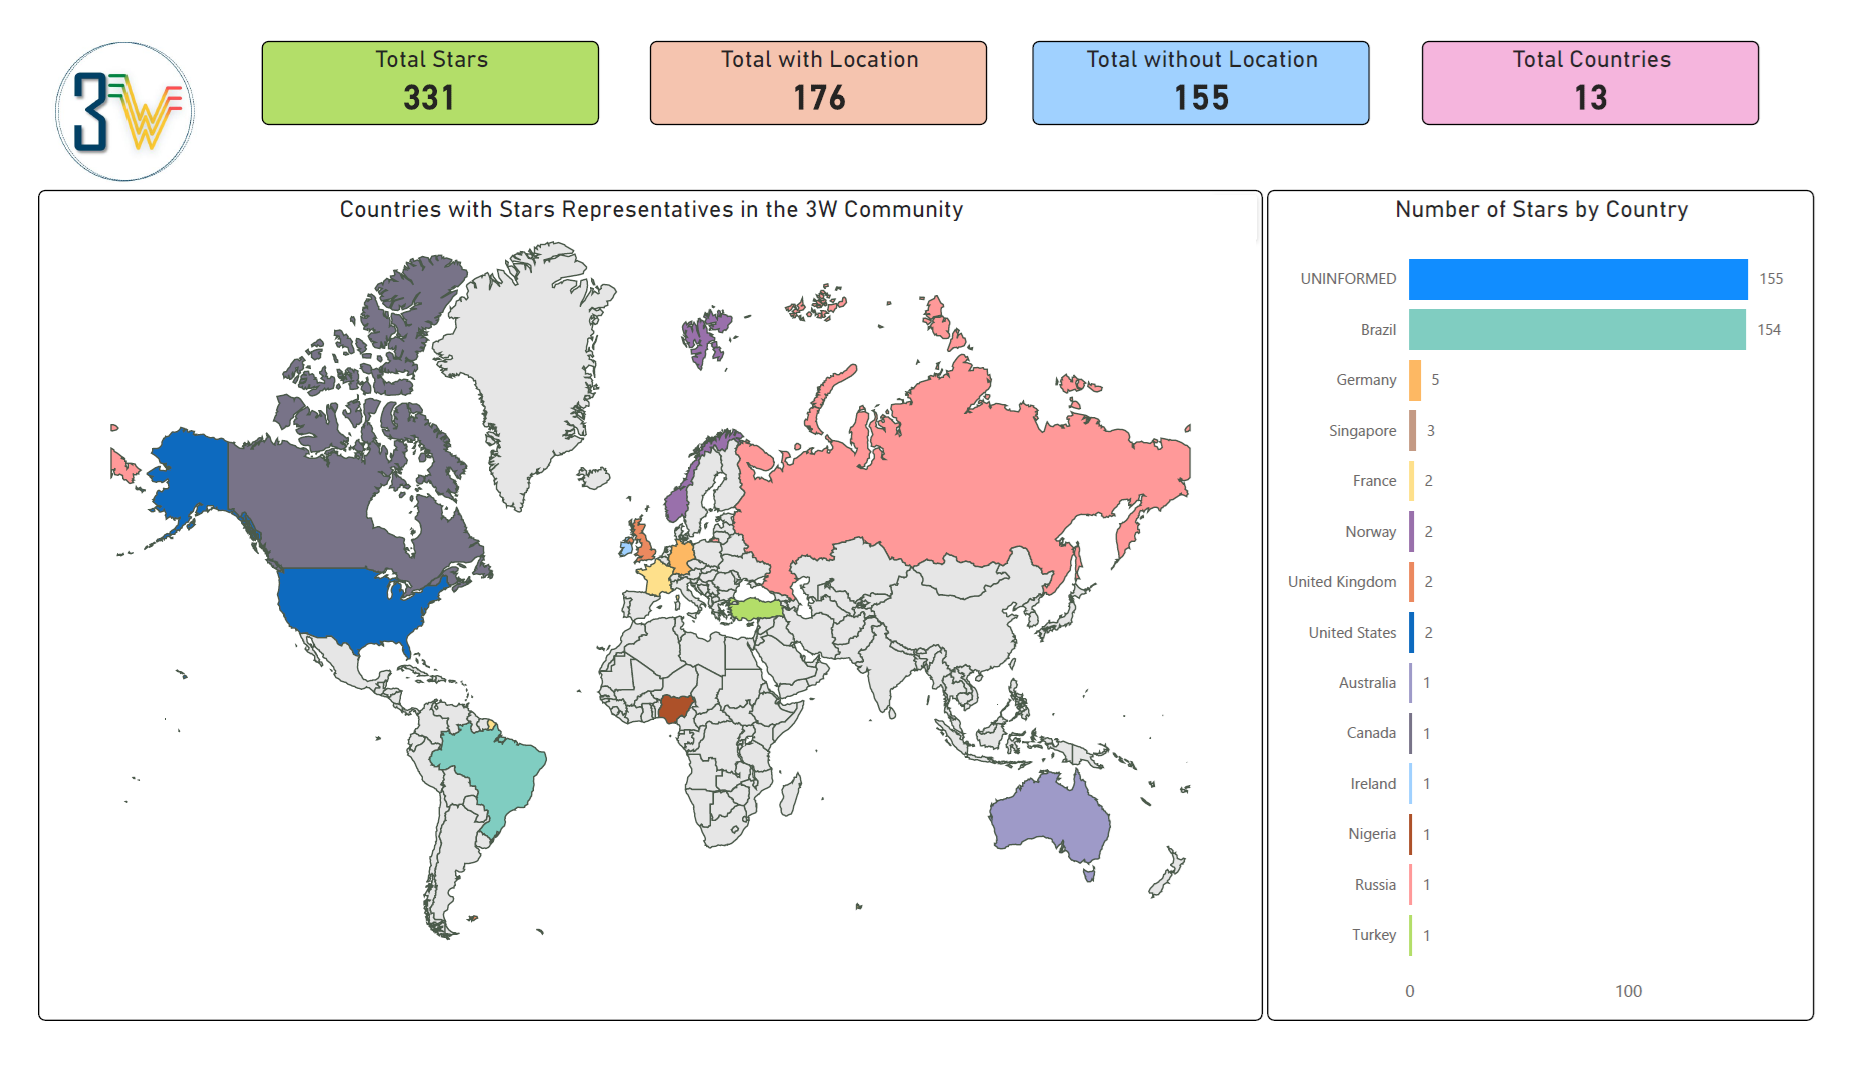 3W
Total Stars
331
Total with Location
176
Total without Location
155
Total Countries
13
Countries with Stars Representatives in the 3W Community
Number of Stars by Country
UNINFORMED 155
Brazil 154
Germany 5
Singapore 3
France 2
Norway 2
United Kingdom 2
United States 2
Australia 1
Canada 1
Ireland 1
Nigeria 1
Russia 1
Turkey 1
0 100